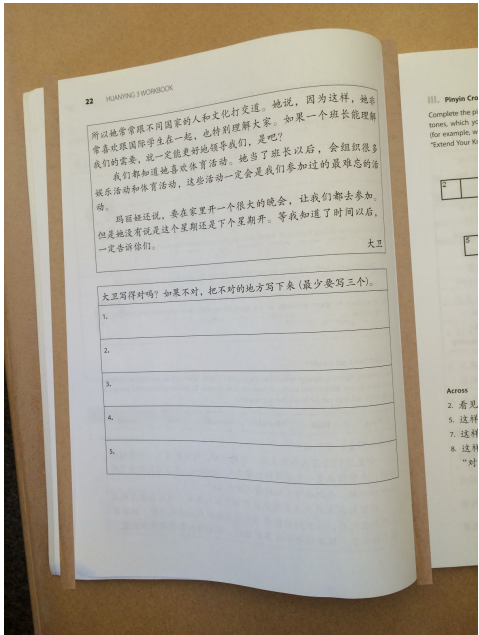 22 HUANYING 3 WORKBOOK
所以她常常跟不同国家的人和文化打交道。她说，因为这样，她非
常喜欢跟国际学生在一起，也特别理解大家。如果一个班长能理解
我们的需要，就一定能更好地领导我们，是吧？
我们都知道她喜欢体育活动。她当了班长以后，会组织很多
娱乐活动和体育活动，这些活动一定会是我们参加过的最难忘的活
动。
玛丽娅还说，要在家里开一个很大的晚会，让我们都去参加。
但是她没有说是这个星期还是下个星期开。等我知道了时间以后，
一定告诉你们。
大卫
大卫写得对吗？如果不对，把不对的地方写下来（最少要写三个）。
1.
2.
3.
4.
5.
III. Pinyin Cro
Complete the pi
tones, which yo
(for example, w
"Extend Your Kn
2
5
Across
2. 看见
5. 这样
7. 这样
8. 这样
"对